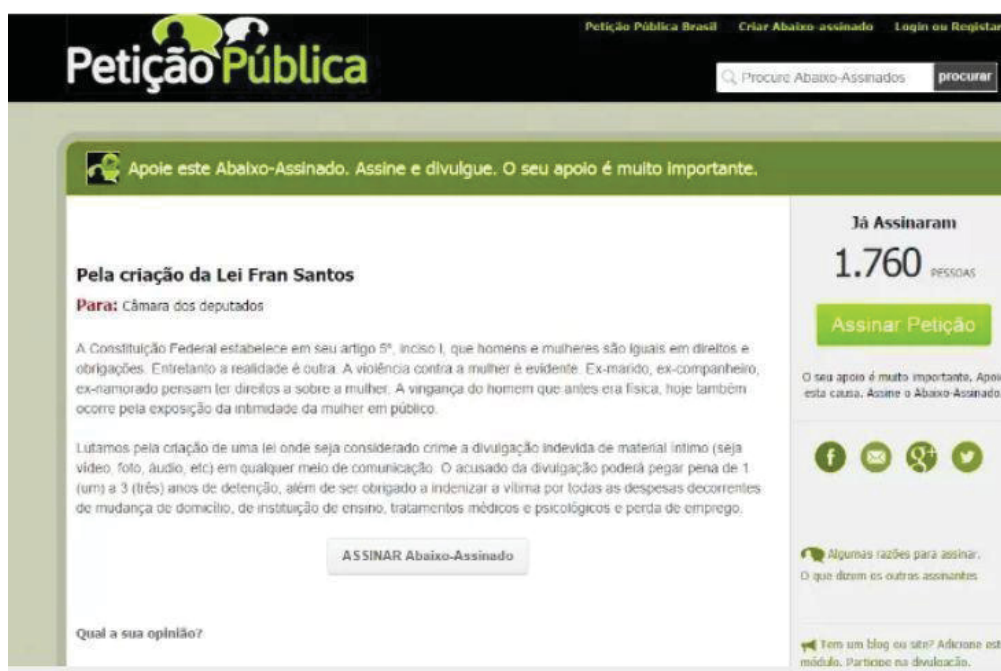 Petição Pública Brasil Criar Abaixo-assinado Login ou Registar
PetiçãoPública
Procure Abaixo-Assinados procurar
Apoie este Abaixo-Assinado. Assine e divulgue. O seu apoio é muito importante.
Pela criação da Lei Fran Santos
Para: Câmara dos deputados
A Constituição Federal estabelece em seu artigo 5º, inciso I, que homens e mulheres são iguais em direitos e
obrigações. Entretanto a realidade é outra. A violência contra a mulher é evidente. Ex-marido, ex-companheiro,
ex-namorado pensam ter direitos a sobre a mulher. A vingança do homem que antes era física, hoje também
ocorre pela exposição da intimidade da mulher em público.
Lutamos pela criação de uma lei onde seja considerado crime a divulgação indevida de material íntimo (seja
vídeo, foto, áudio, etc) em qualquer meio de comunicação. O acusado da divulgação poderá pegar pena de 1
(um) a 3 (três) anos de detenção, além de ser obrigado a indenizar a vítima por todas as despesas decorrentes
de mudança de domicílio, de instituição de ensino, tratamentos médicos e psicológicos e perda de emprego.
ASSINAR Abaixo-Assinado
Qual a sua opinião?
Já Assinaram
1.760 PESSOAS
Assinar Petição
O seu apoio é muito importante. Apoie
esta causa. Assine o Abaixo-Assinado.
f g+
Algumas razões para assinar.
O que dizem os outros assinantes
Tem um blog ou site? Adicione est
módulo. Participe na divulgação.